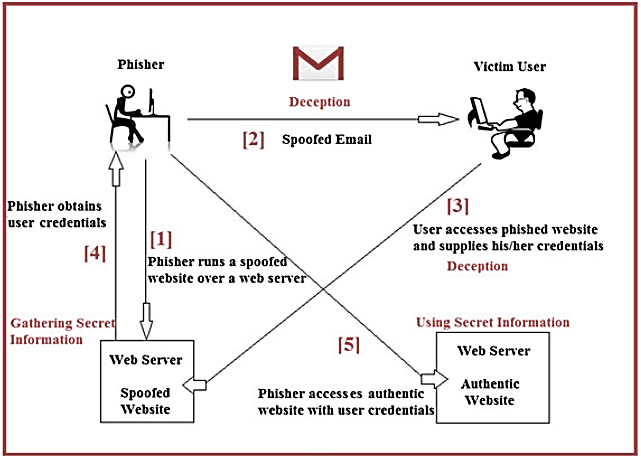 Phisher
Victim User
Deception
[2]
Spoofed Email
Phisher obtains
user credentials
[4]
[1]
Phisher runs a spoofed
website over a web server
[3]
User accesses phished website
and supplies his/her credentials
Deception
Gathering Secret
Information
Using Secret Information
[5]
Web Server
Spoofed
Website
Phisher accesses authentic
website with user credentials
Web Server
Authentic
Website